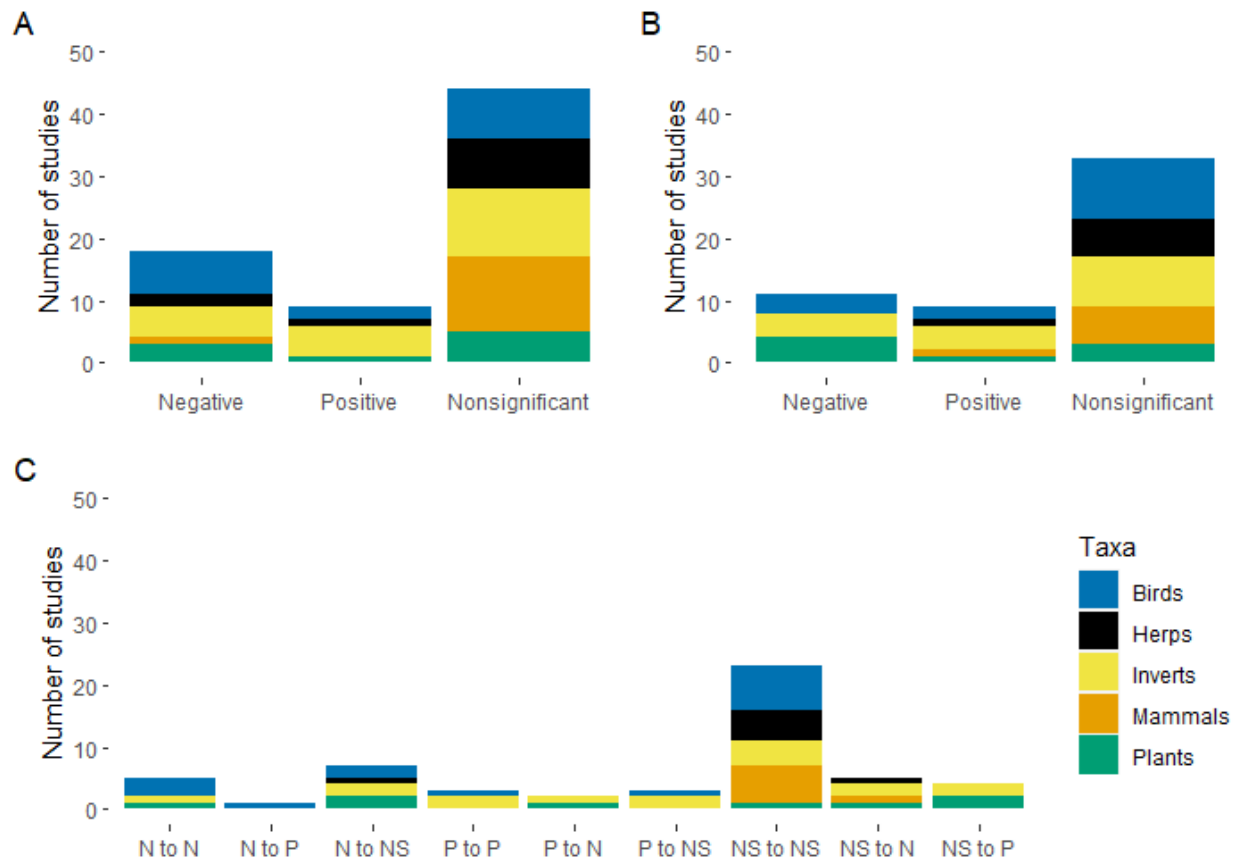 A
Number of studies
50
40
30
20
10
0
Negative Positive Nonsignificant
B
Number of studies
50
40
30
20
10
0
Negative Positive Nonsignificant
C
Number of studies
50
40
30
20
10
0
N to N N to P N to NS P to P P to N P to NS NS to NS NS to N NS to P
Taxa
Birds
Herps
Inverts
Mammals
Plants